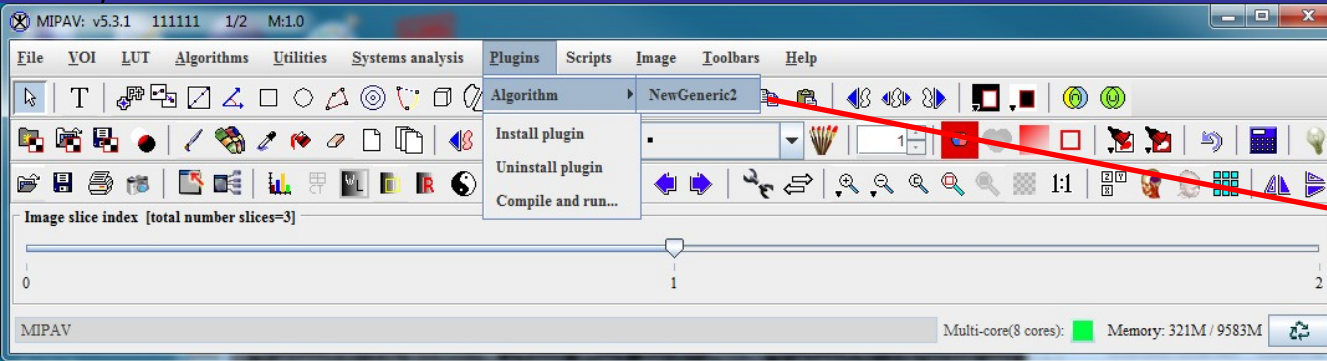 MIPAV: v5.3.1 111111 1/2 M:1.0
File VOI LUT Algorithms Utilities Systems analysis Plugins Scripts Image Toolbars Help
T
Algorithm
NewGeneric2
Install plugin
1
Uninstall plugin
W L B R S 1:1 Z Y X
Compile and run...
Image slice index [total number slices=3]
0 1 2
MIPAV Multi-core(8 cores): Memory: 321M / 9583M